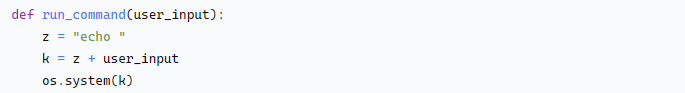 def run_command(user_input):
    z = "echo "
    k = z + user_input
    os.system(k)